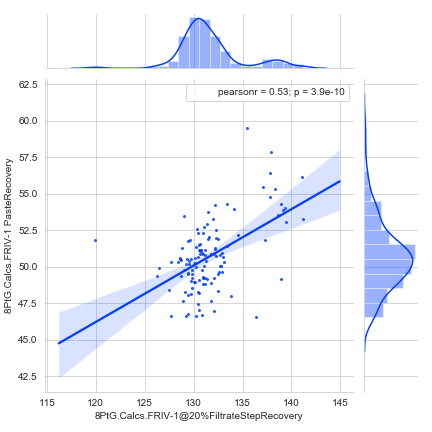 pearsonr = 0.53; p = 3.9e-10
62.5
60.0
57.5
55.0
52.5
50.0
47.5
45.0
42.5
8PtG.Calcs.FRIV-1 PasteRecovery
115 120 125 130 135 140 145
8PtG.Calcs.FRIV-1@20%FiltrateStepRecovery